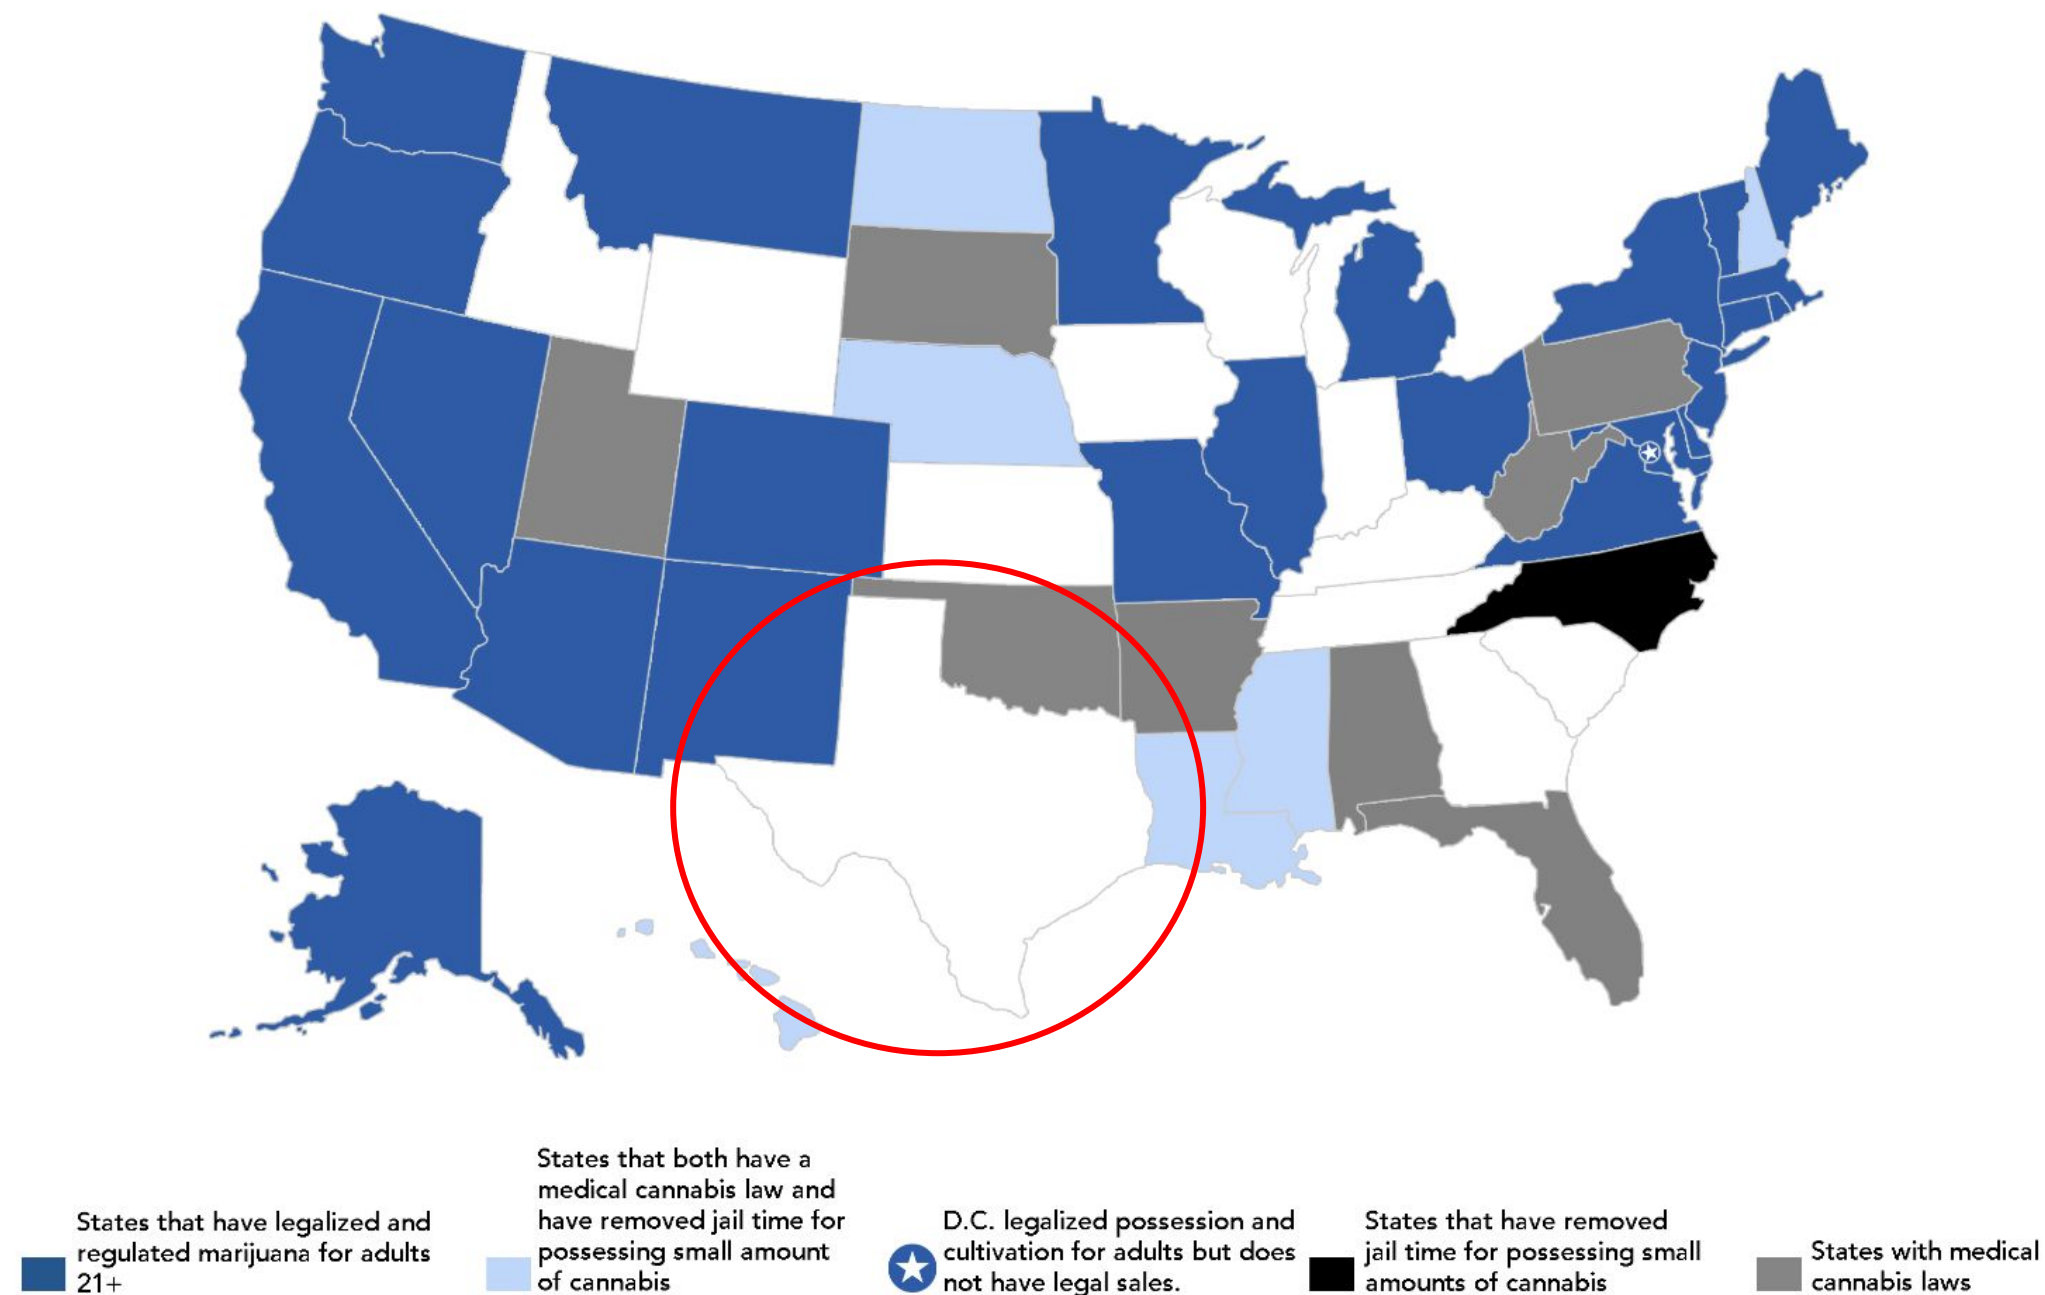 States that have legalized and
regulated marijuana for adults
21+
States that both have a
medical cannabis law and
have removed jail time for
possessing small amount
of cannabis
D.C. legalized possession and
cultivation for adults but does
not have legal sales.
States that have removed
jail time for possessing small
amounts of cannabis
States with medical
cannabis laws